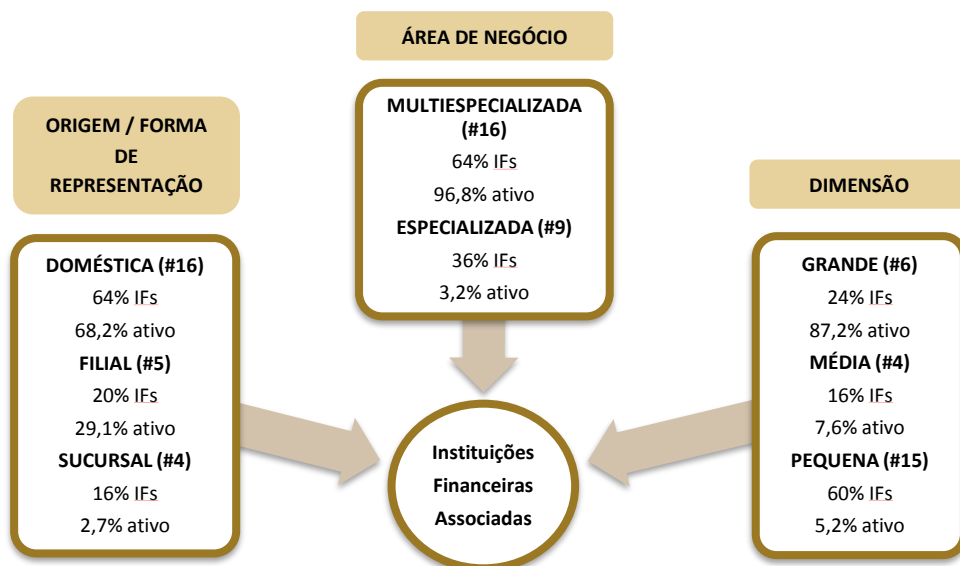 ÁREA DE NEGÓCIO
MULTIESPECIALIZADA
(#16)
64% IFs
96,8% ativo
ESPECIALIZADA (#9)
36% IFs
3,2% ativo
ORIGEM / FORMA
DE
REPRESENTAÇÃO
DOMÉSTICA (#16)
64% IFs
68,2% ativo
FILIAL (#5)
20% IFs
29,1% ativo
SUCURSAL (#4)
16% IFs
2,7% ativo
DIMENSÃO
GRANDE (#6)
24% IFs
87,2% ativo
MÉDIA (#4)
16% IFs
7,6% ativo
PEQUENA (#15)
60% IFs
5,2% ativo
Instituições
Financeiras
Associadas